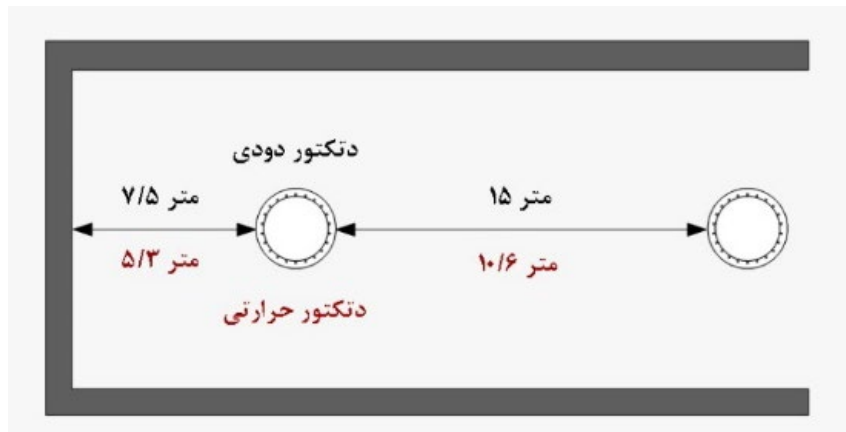 دتکتور دودی
۱۵ متر
۷/۵ متر
۱۰/۶ متر
۵/۳ متر
دتکتور حرارتی